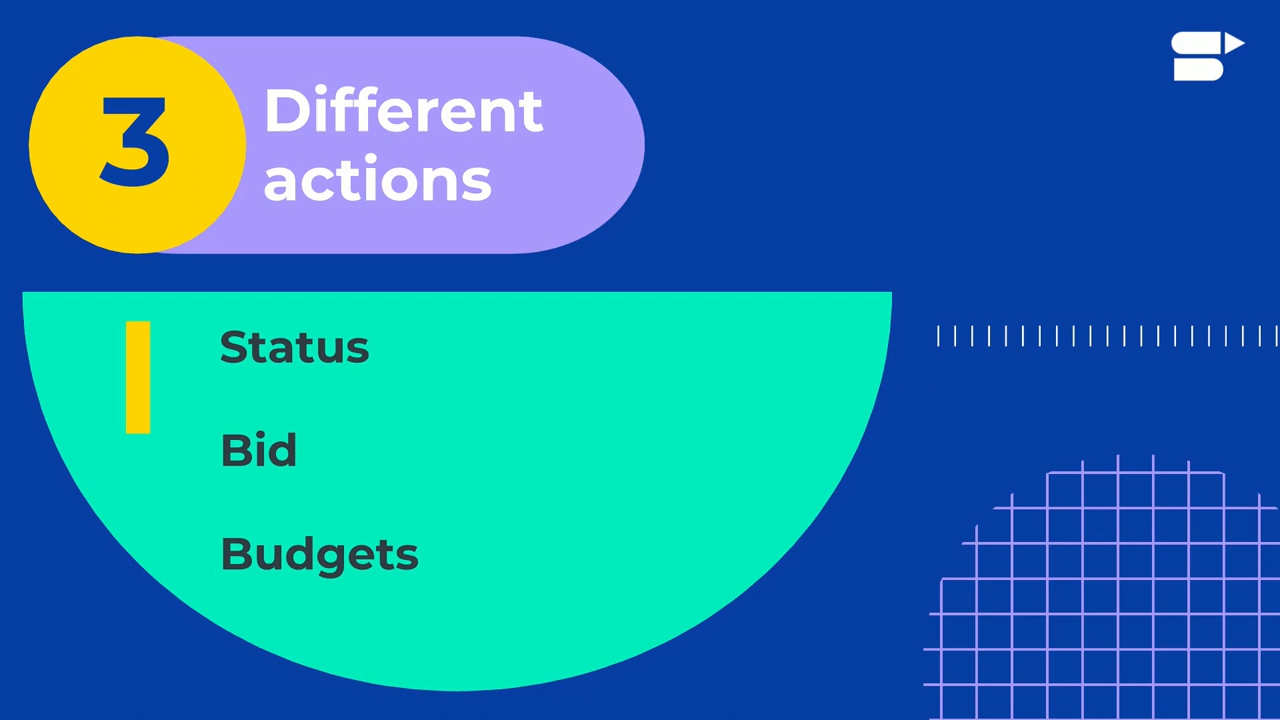 3
Different
actions
Status
Bid
Budgets